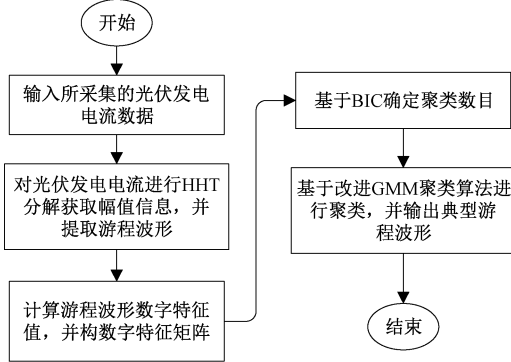 开始
输入所采集的光伏发电
电流数据
对光伏发电电流进行HHT
分解获取幅值信息，并
提取游程波形
计算游程波形数字特征
值，并构数字特征矩阵
基于BIC确定聚类数目
基于改进GMM聚类算法进
行聚类，并输出典型游
程波形
结束